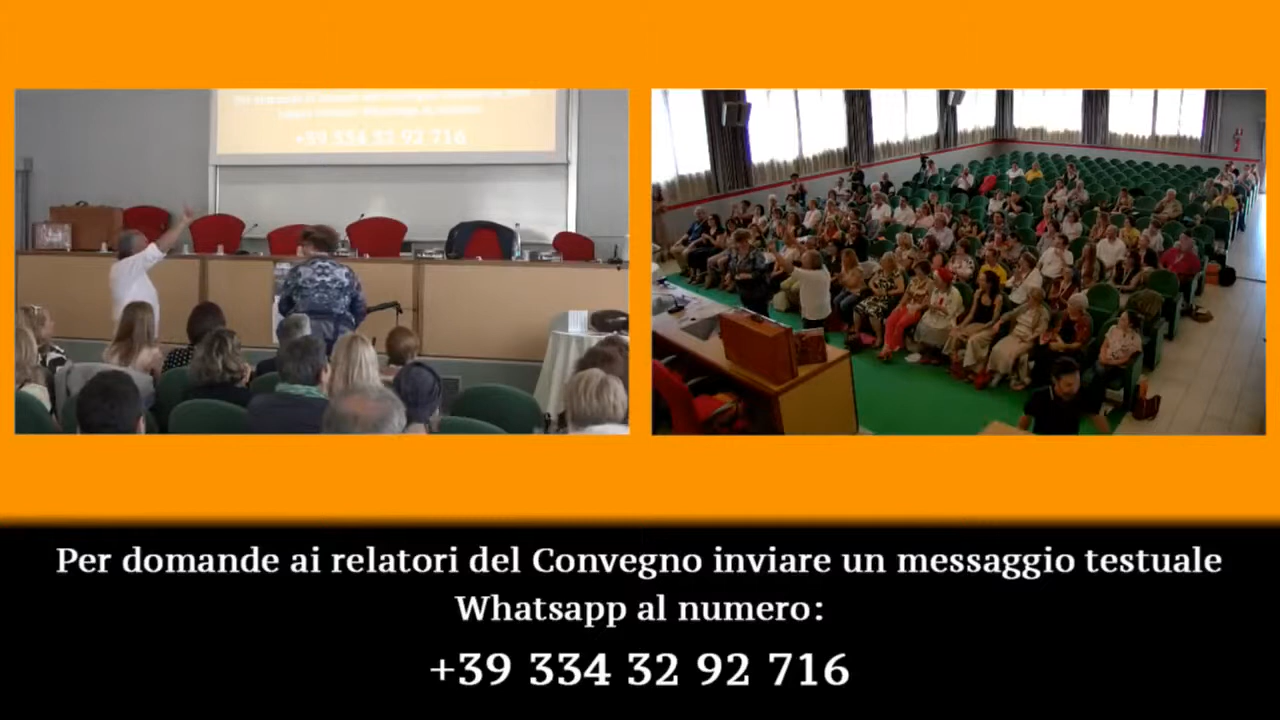 +39 334 32 92 716
Per domande ai relatori del Convegno inviare un messaggio testuale
Whatsapp al numero:
+39 334 32 92 716